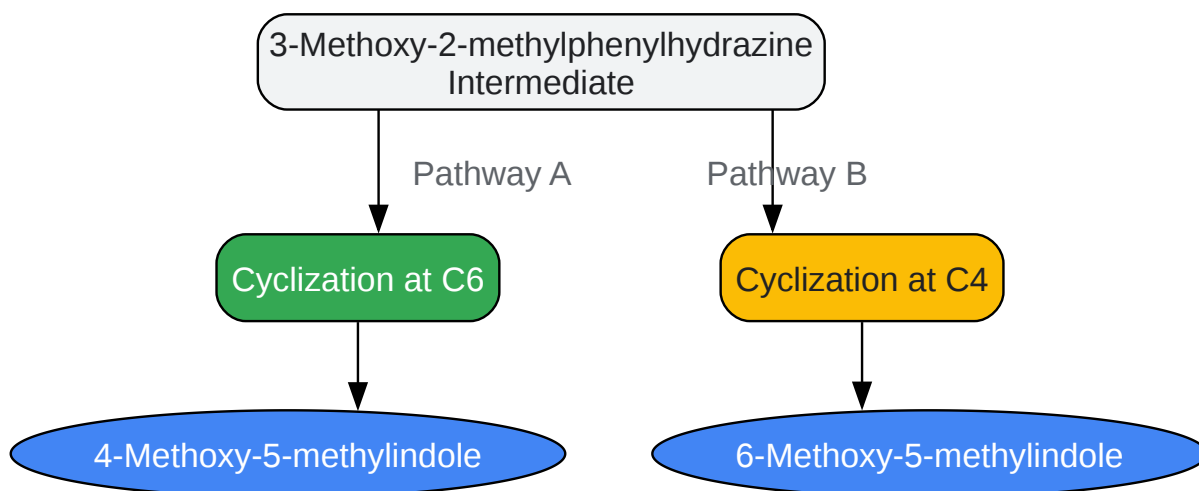 3-Methoxy-2-methylphenylhydrazine
Intermediate
Pathway A
Pathway B
Cyclization at C6
Cyclization at C4
4-Methoxy-5-methylindole
6-Methoxy-5-methylindole